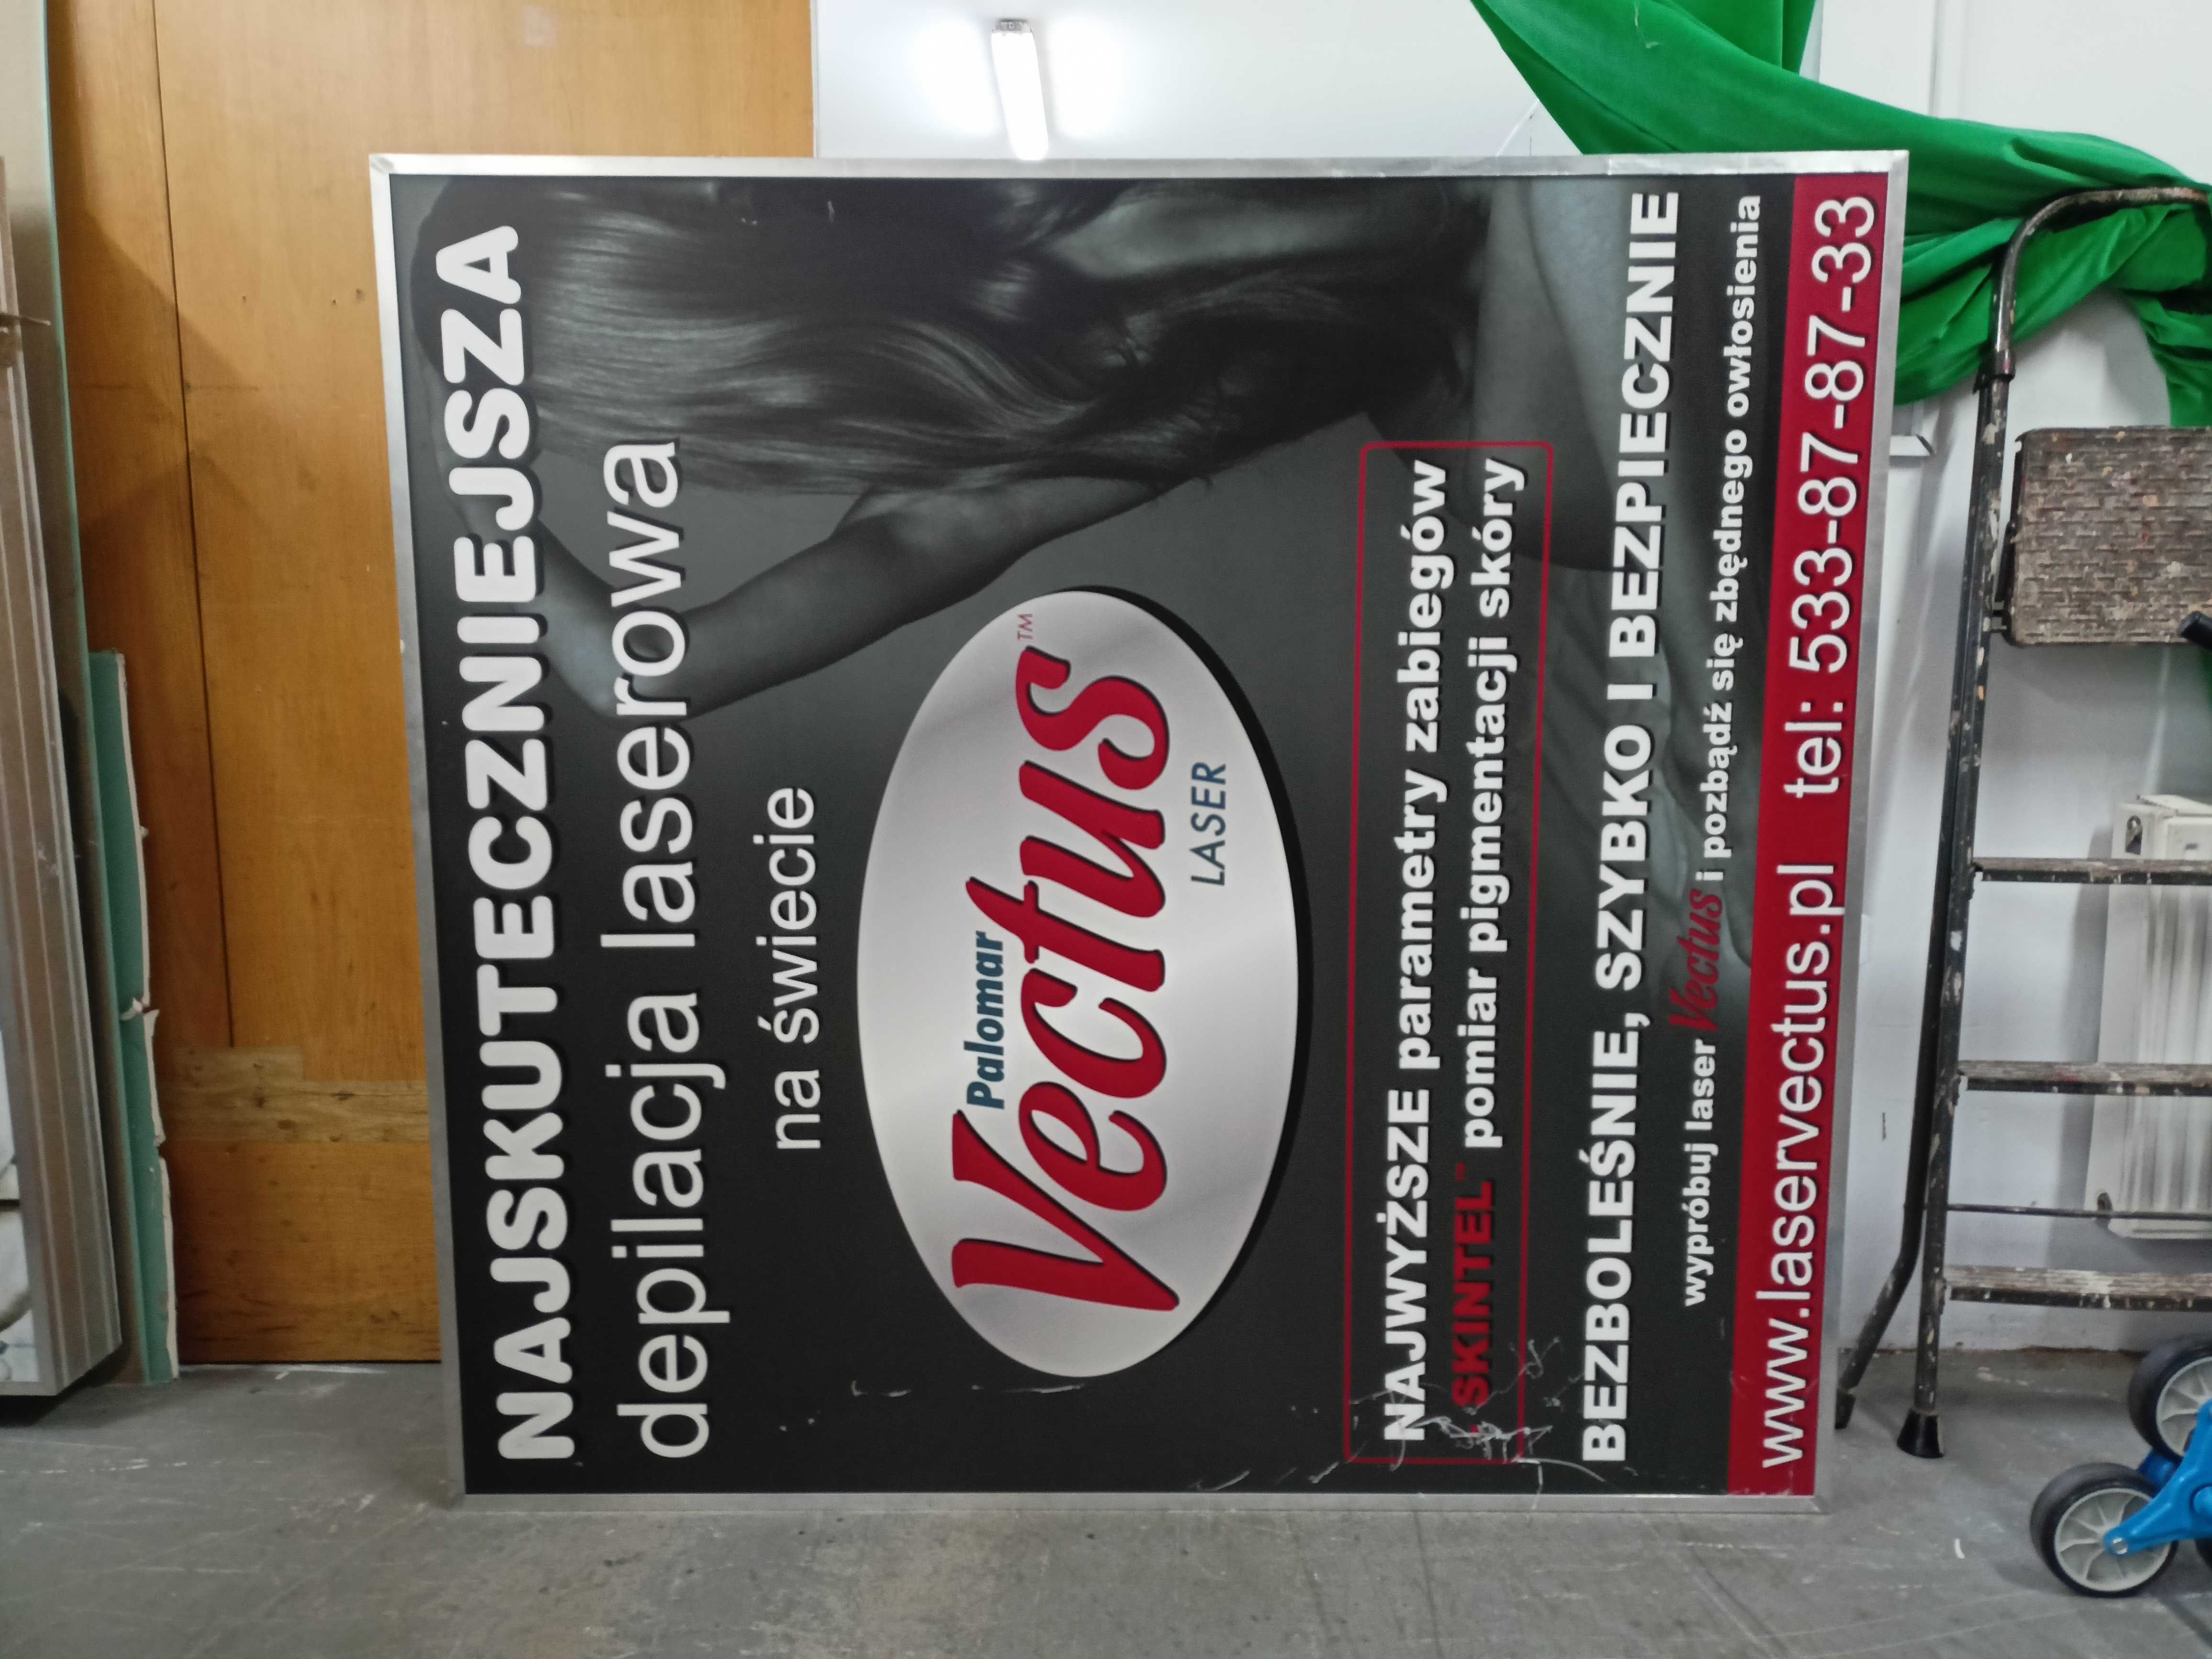 NAJSKUTECZNIEJSZA
depilacja laserowa
na świecie
Palomar
Vectus™
LASER
NAJWYŻSZE parametry zabiegów
SKINTEL™ pomiar pigmentacji skóry
BEZBOLEŚNIE, SZYBKO I BEZPIECZNIE
wypróbuj laser Vectus i pozbądź się zbędnego owłosienia
www.laservectus.pl tel: 533-87-87-33